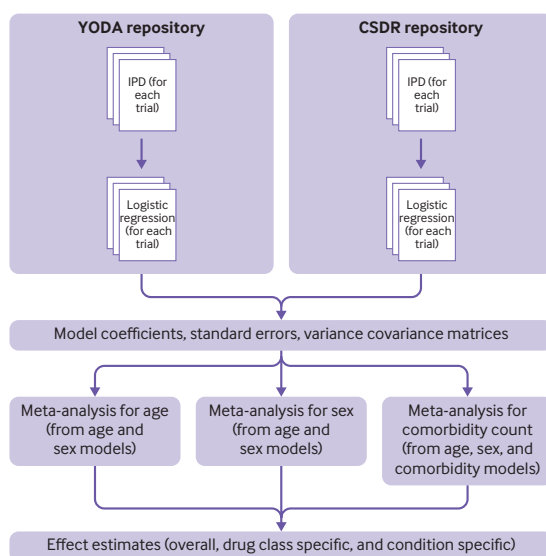 YODA repository
IPD (for
each
trial)
Logistic
regression
(for each
trial)
CSDR repository
IPD (for
each
trial)
Logistic
regression
(for each
trial)
Model coefficients, standard errors, variance covariance matrices
Meta-analysis for age
(from age and
sex models)
Meta-analysis for sex
(from age and
sex models)
Meta-analysis for
comorbidity count
(from age, sex, and
comorbidity models)
Effect estimates (overall, drug class specific, and condition specific)